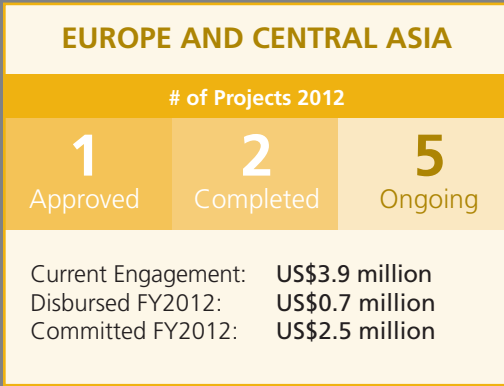 EUROPE AND CENTRAL ASIA
# of Projects 2012
1 2 5
Approved Completed Ongoing
Current Engagement: US$3.9 million
Disbursed FY2012: US$0.7 million
Committed FY2012: US$2.5 million